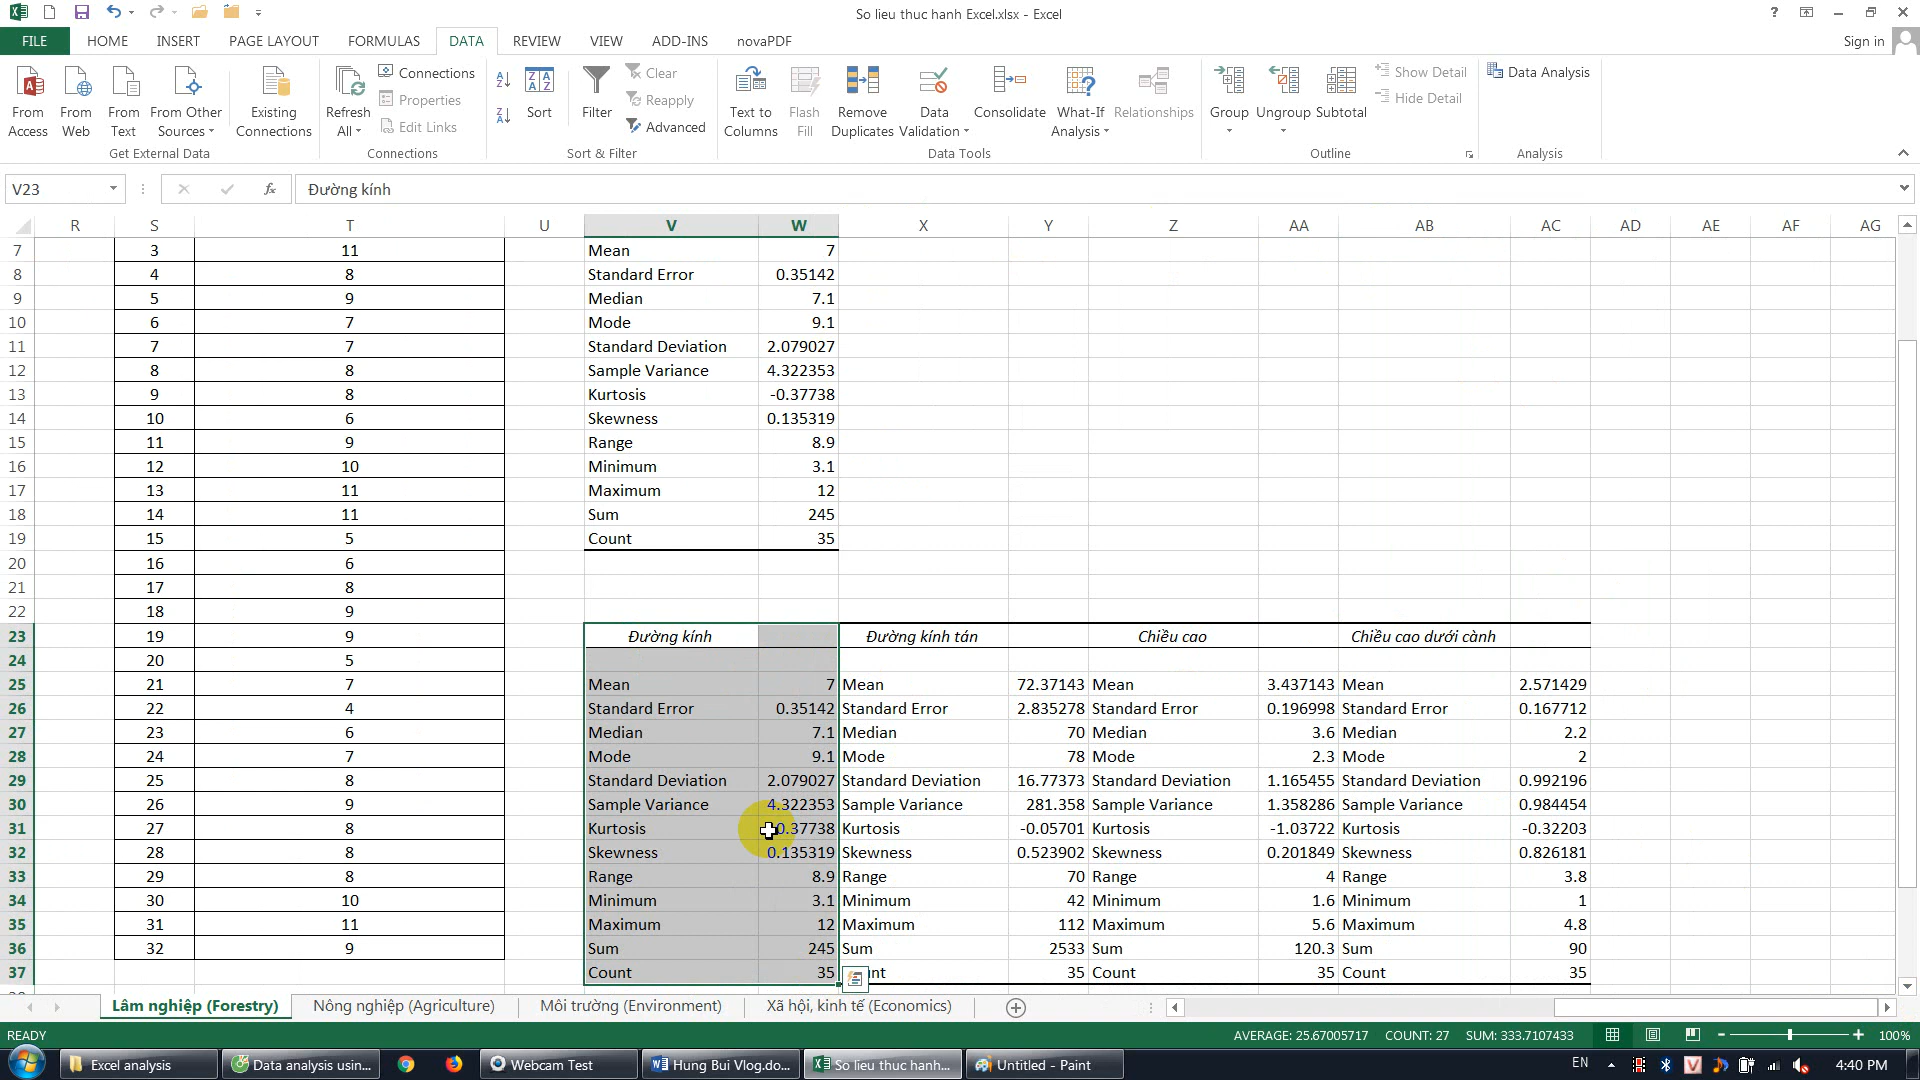 So lieu thuc hanh Excel.xlsx - Excel
FILE HOME INSERT PAGE LAYOUT FORMULAS DATA REVIEW VIEW ADD-INS novaPDF Sign in
From Access From Web From Text From Other Sources Existing Connections Refresh All Connections Properties Edit Links Sort Filter Clear Reapply Advanced Text to Columns Flash Fill Remove Duplicates Data Validation Consolidate What-If Analysis Relationships Group Ungroup Subtotal Show Detail Hide Detail Data Analysis
Get External Data Connections Sort & Filter Data Tools Outline Analysis
V23 fx Đường kính
R S T U V W X Y Z AA AB AC AD AE AF AG
7 3 11 Mean 7
8 4 8 Standard Error 0.35142
9 5 9 Median 7.1
10 6 7 Mode 9.1
11 7 7 Standard Deviation 2.079027
12 8 8 Sample Variance 4.322353
13 9 8 Kurtosis -0.37738
14 10 6 Skewness 0.135319
15 11 9 Range 8.9
16 12 10 Minimum 3.1
17 13 11 Maximum 12
18 14 11 Sum 245
19 15 5 Count 35
20 16 6
21 17 8
22 18 9
23 19 9 Đường kính Đường kính tán Chiều cao Chiều cao dưới cành
24 20 5
25 21 7 Mean 7 Mean 72.37143 Mean 3.437143 Mean 2.571429
26 22 4 Standard Error 0.35142 Standard Error 2.835278 Standard Error 0.196998 Standard Error 0.167712
27 23 6 Median 7.1 Median 70 Median 3.6 Median 2.2
28 24 7 Mode 9.1 Mode 78 Mode 2.3 Mode 2
29 25 8 Standard Deviation 2.079027 Standard Deviation 16.77373 Standard Deviation 1.165455 Standard Deviation 0.992196
30 26 9 Sample Variance 4.322353 Sample Variance 281.358 Sample Variance 1.358286 Sample Variance 0.984454
31 27 8 Kurtosis 0.37738 Kurtosis -0.05701 Kurtosis -1.03722 Kurtosis -0.32203
32 28 8 Skewness 0.135319 Skewness 0.523902 Skewness 0.201849 Skewness 0.826181
33 29 8 Range 8.9 Range 70 Range 4 Range 3.8
34 30 10 Minimum 3.1 Minimum 42 Minimum 1.6 Minimum 1
35 31 11 Maximum 12 Maximum 112 Maximum 5.6 Maximum 4.8
36 32 9 Sum 245 Sum 2533 Sum 120.3 Sum 90
37 Count 35 nt 35 Count 35 Count 35
Lâm nghiệp (Forestry) Nông nghiệp (Agriculture) Môi trường (Environment) Xã hội, kinh tế (Economics)
READY AVERAGE: 25.67005717 COUNT: 27 SUM: 333.7107433 100%
Excel analysis Data analysis usin... Webcam Test Hung Bui Vlog.do... So lieu thuc hanh... Untitled - Paint EN 4:40 PM